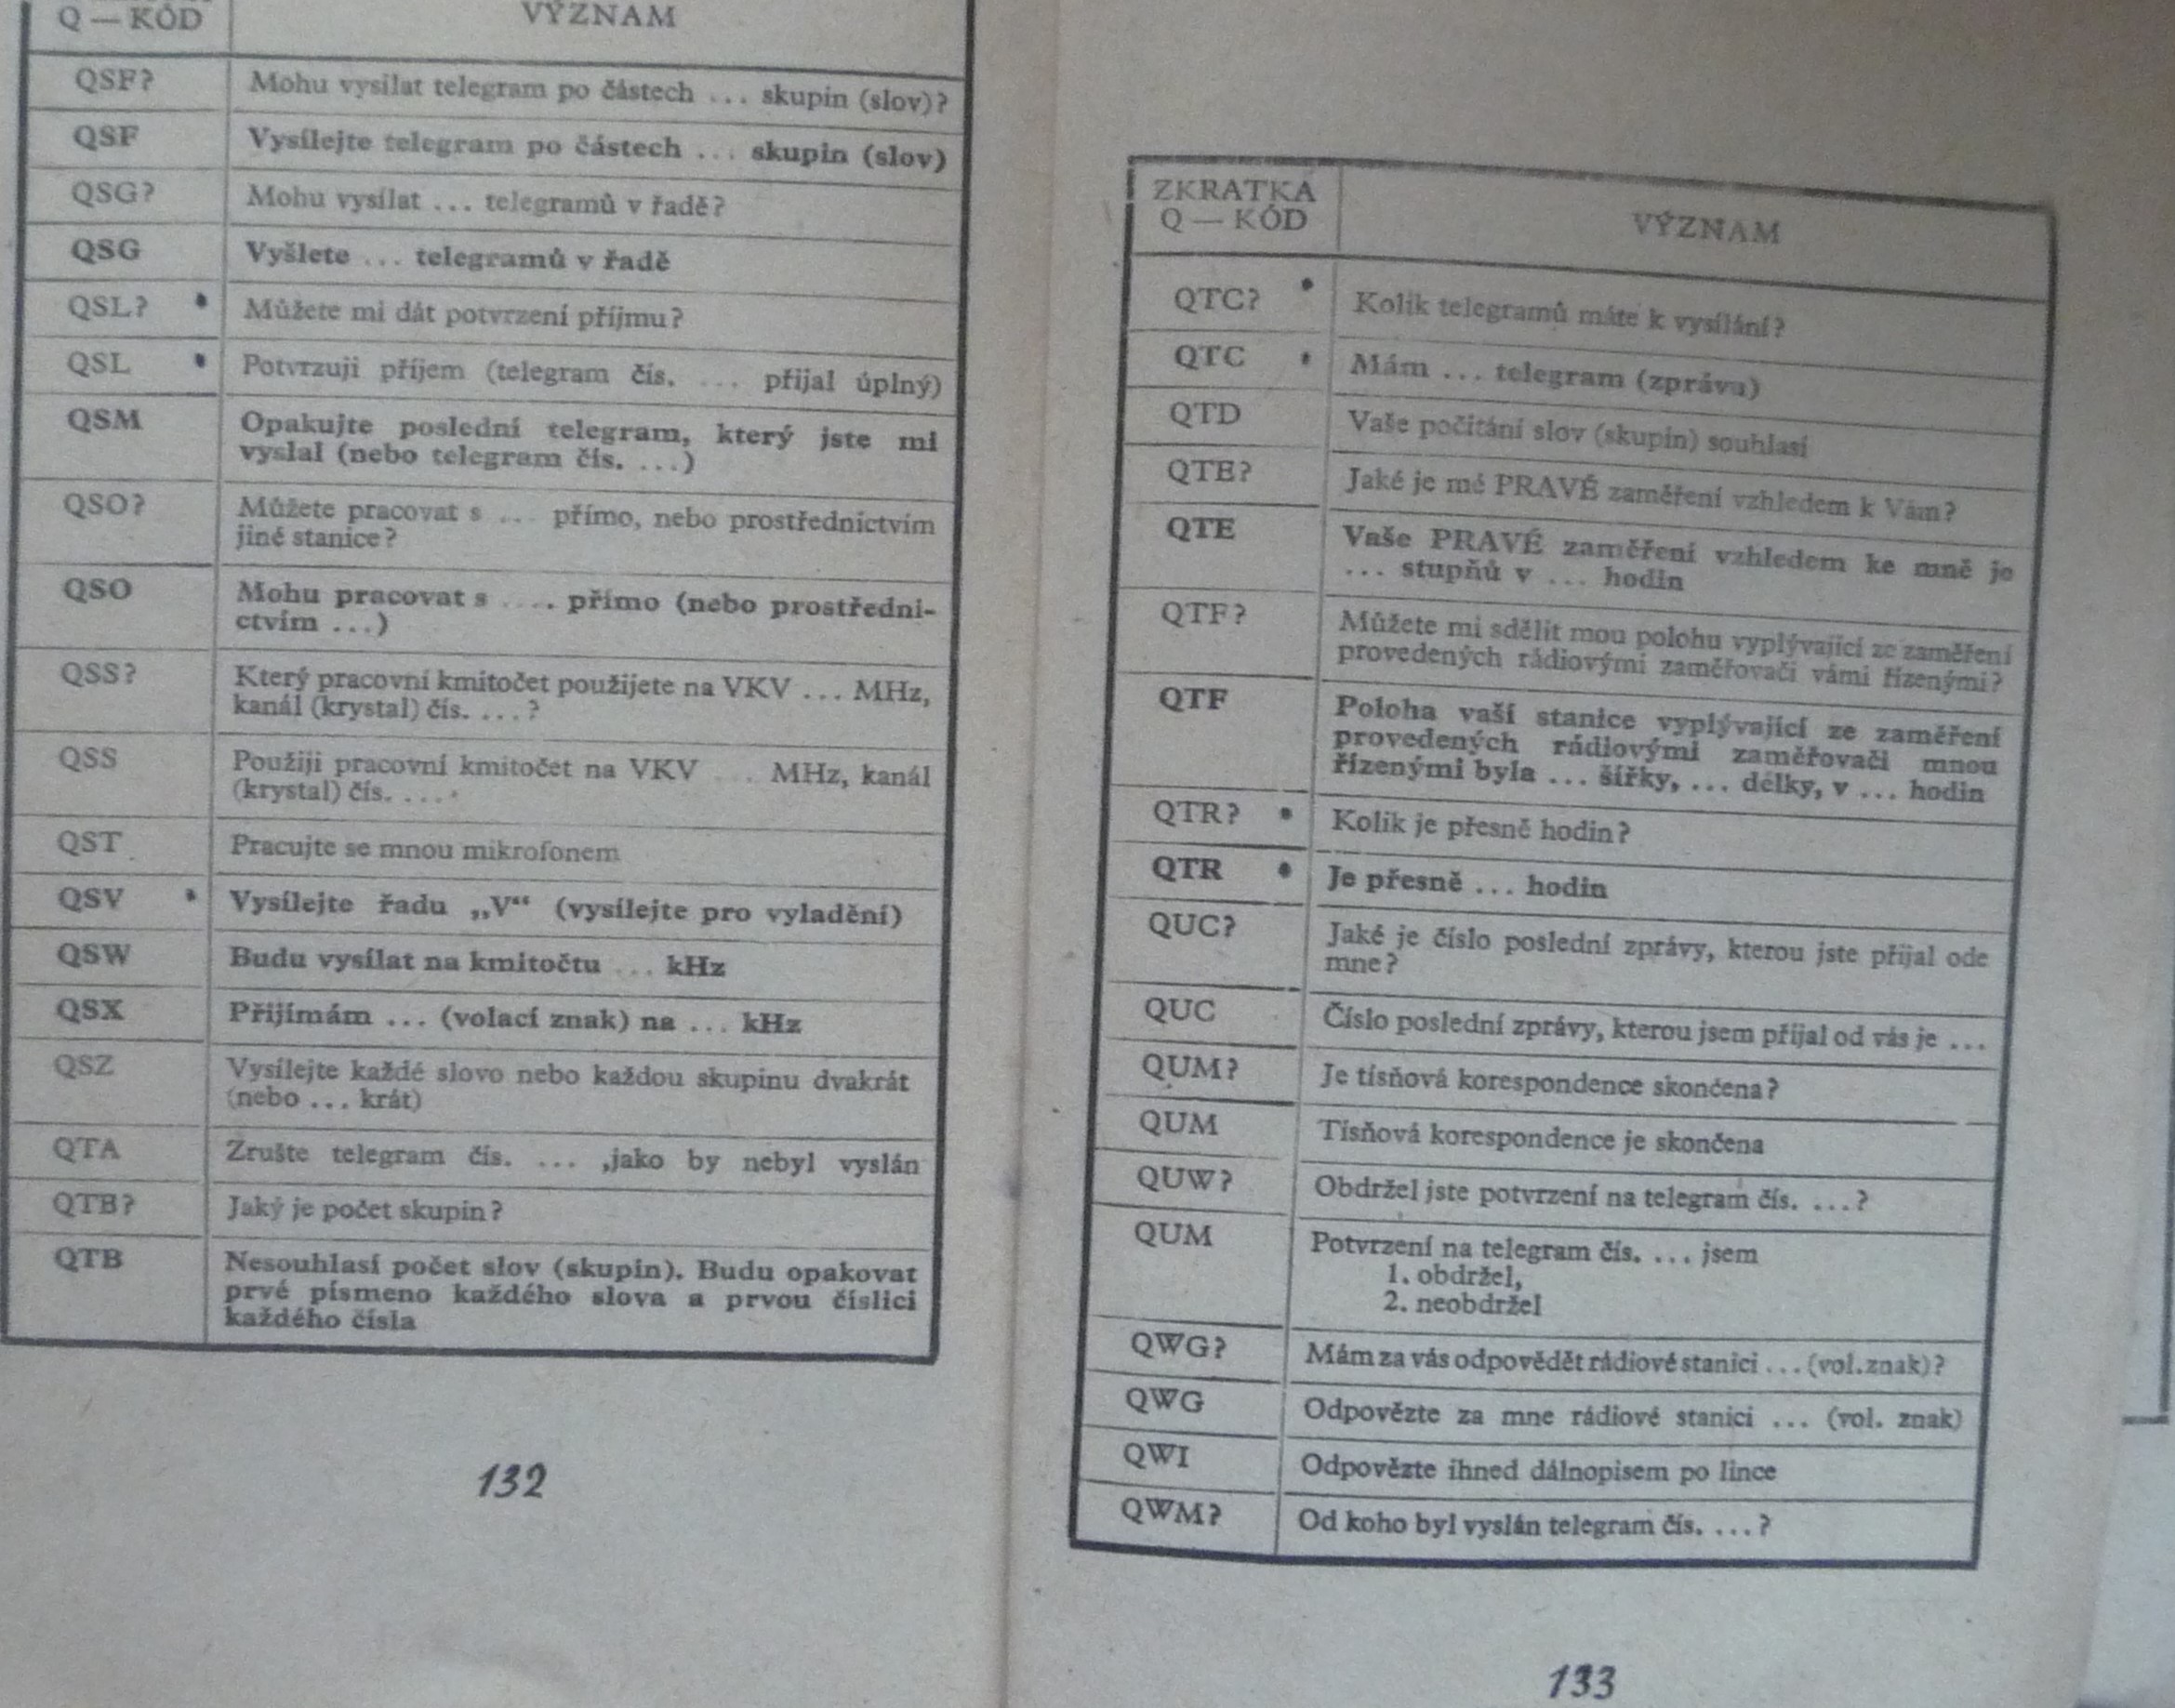 Q — KÓD VÝZNAM
QSF? Mohu vysílat telegram po částech ... skupin (slov)?
QSF Vysílejte telegram po částech ... skupin (slov)
QSG? Mohu vysílat ... telegramů v řadě?
QSG Vyšlete ... telegramů v řadě
QSL? Můžete mi dát potvrzení příjmu?
QSL Potvrzuji příjem (telegram čís. ... přijal úplný)
QSM Opakujte poslední telegram, který jste mi
vyslal (nebo telegram čís. ...)
QSO? Můžete pracovat s ... přímo, nebo prostřednictvím
jiné stanice?
QSO Mohu pracovat s .... přímo (nebo prostředni-
ctvím ...)
QSS? Který pracovní kmitočet použijete na VKV ... MHz,
kanál (krystal) čís. ...?
QSS Použiji pracovní kmitočet na VKV ... MHz, kanál
(krystal) čís. ....
QST Pracujte se mnou mikrofonem
QSV Vysílejte řadu „V“ (vysílejte pro vyladění)
QSW Budu vysílat na kmitočtu ... kHz
QSX Přijímám ... (volací znak) na ... kHz
QSZ Vysílejte každé slovo nebo každou skupinu dvakrát
(nebo ... krát)
QTA Zrušte telegram čís. ... ,jako by nebyl vyslán
QTB? Jaký je počet skupin?
QTB Nesouhlasí počet slov (skupin). Budu opakovat
prvé písmeno každého slova a prvou číslici
každého čísla
132
ZKRATKA
Q — KÓD VÝZNAM
QTC? Kolik telegramů máte k vysílání?
QTC Mám ... telegram (zprávu)
QTD Vaše počítání slov (skupin) souhlasí
QTE? Jaké je mé PRAVÉ zaměření vzhledem k Vám?
QTE Vaše PRAVÉ zaměření vzhledem ke mně je
... stupňů v ... hodin
QTF? Můžete mi sdělit mou polohu vyplývající ze zaměření
provedených rádiovými zaměřovači vámi řízenými?
QTF Poloha vaší stanice vyplývající ze zaměření
provedených rádiovými zaměřovači mnou
řízenými byla ... šířky, ... délky, v ... hodin
QTR? Kolik je přesně hodin?
QTR Je přesně ... hodin
QUC? Jaké je číslo poslední zprávy, kterou jste přijal ode
mne?
QUC Číslo poslední zprávy, kterou jsem přijal od vás je ...
QUM? Je tísňová korespondence skončena?
QUM Tísňová korespondence je skončena
QUW? Obdržel jste potvrzení na telegram čís. ...?
QUM Potvrzení na telegram čís. ... jsem
1. obdržel,
2. neobdržel
QWG? Mám za vás odpovědět rádiové stanici ... (vol.znak)?
QWG Odpovězte za mne rádiové stanici ... (vol. znak)
QWI Odpovězte ihned dálnopisem po lince
QWM? Od koho byl vyslán telegram čís. ...?
133